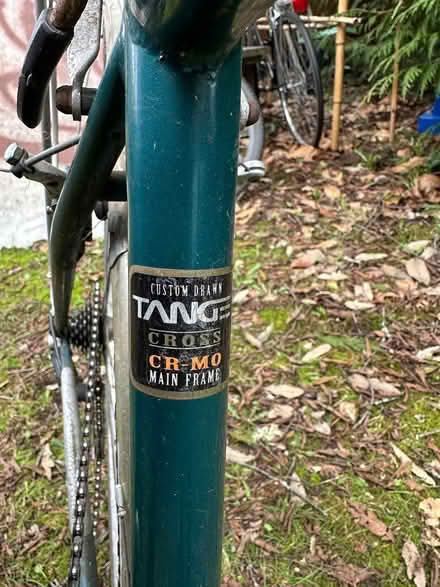 CUSTOM DRAWN
TANGE
CROSS
CR-MO
MAIN FRAME